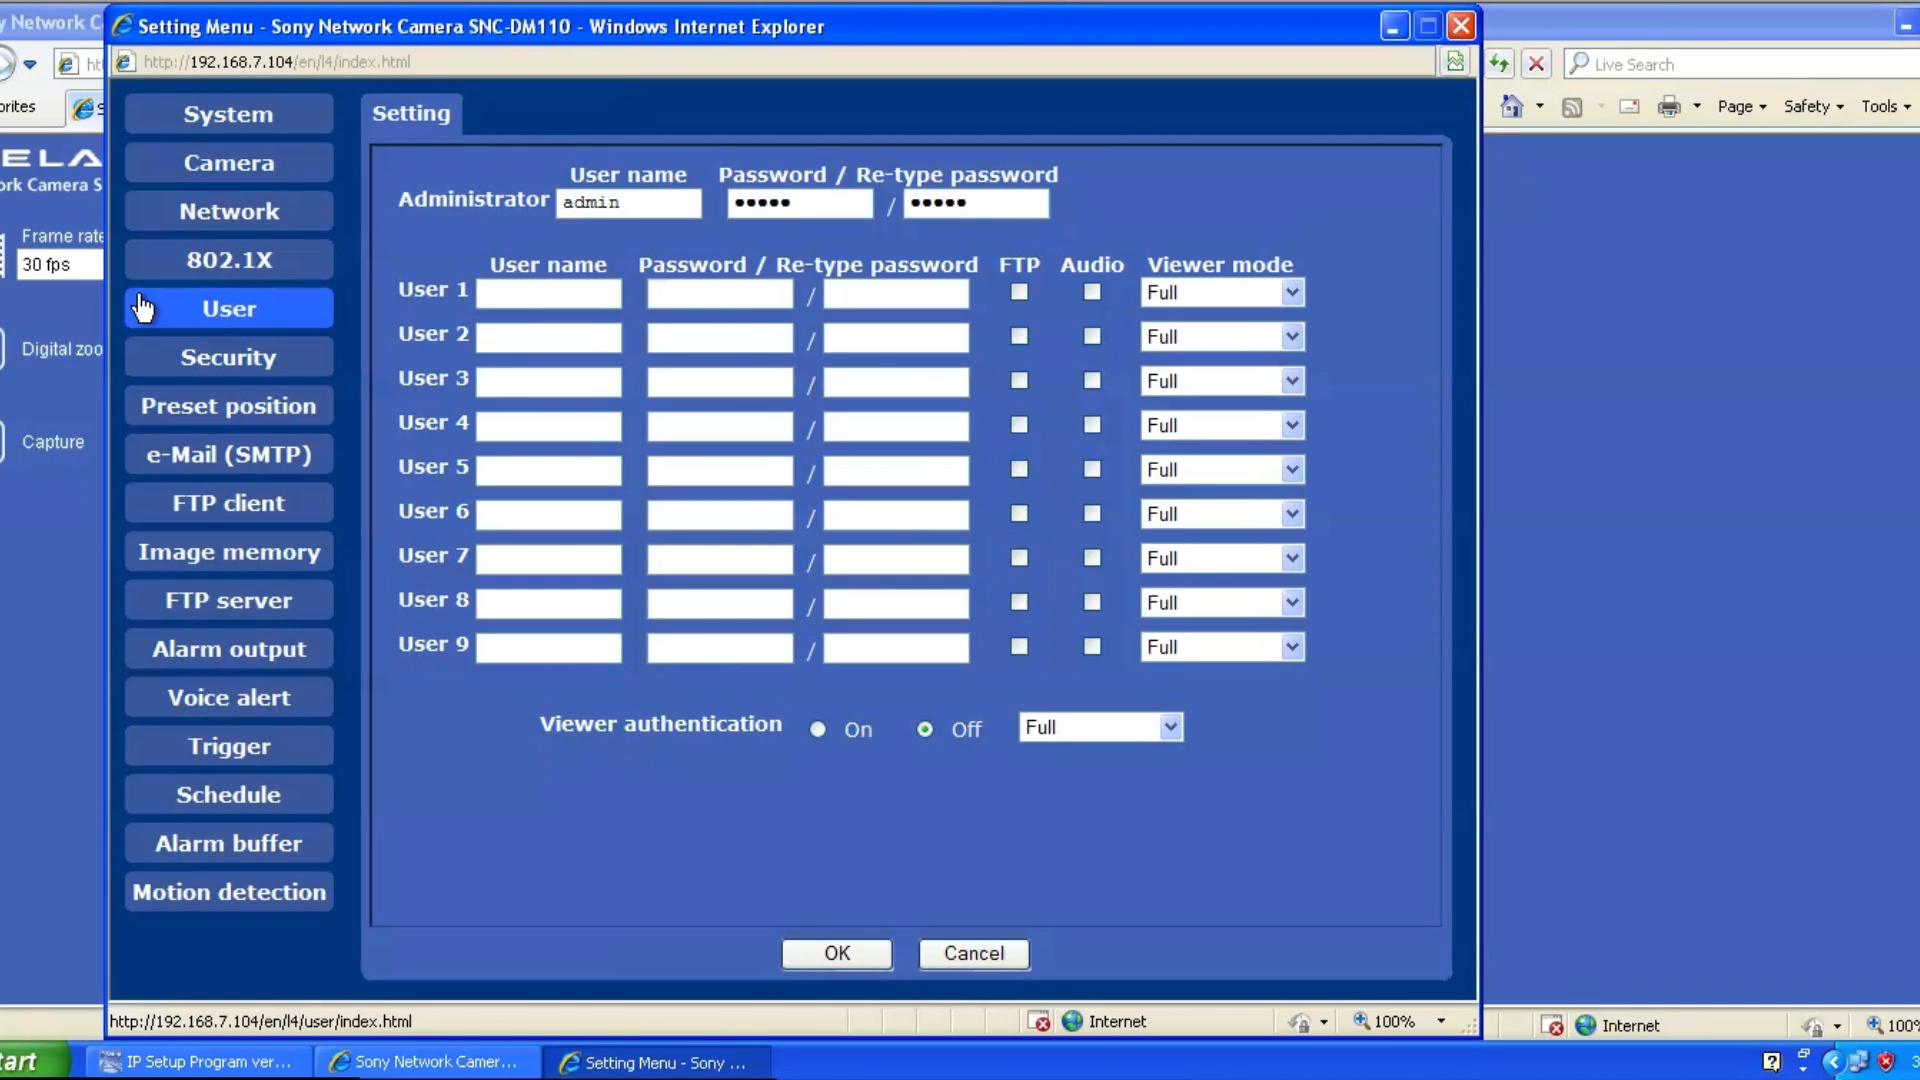 y Network C
Setting Menu - Sony Network Camera SNC-DM110 - Windows Internet Explorer
http://192.168.7.104/en/l4/index.html
Live Search
orites
Page
Safety
Tools
ELA
ork Camera S
Frame rate
30 fps
Digital zoo
Capture
System
Camera
Network
802.1X
User
Security
Preset position
e-Mail (SMTP)
FTP client
Image memory
FTP server
Alarm output
Voice alert
Trigger
Schedule
Alarm buffer
Motion detection
Setting
User name Password / Re-type password
Administrator admin ••••• / •••••
User name Password / Re-type password FTP Audio Viewer mode
User 1 / Full
User 2 / Full
User 3 / Full
User 4 / Full
User 5 / Full
User 6 / Full
User 7 / Full
User 8 / Full
User 9 / Full
Viewer authentication On Off Full
OK Cancel
http://192.168.7.104/en/l4/user/index.html
Internet
100%
Internet
100%
tart
IP Setup Program ver...
Sony Network Camer...
Setting Menu - Sony ...